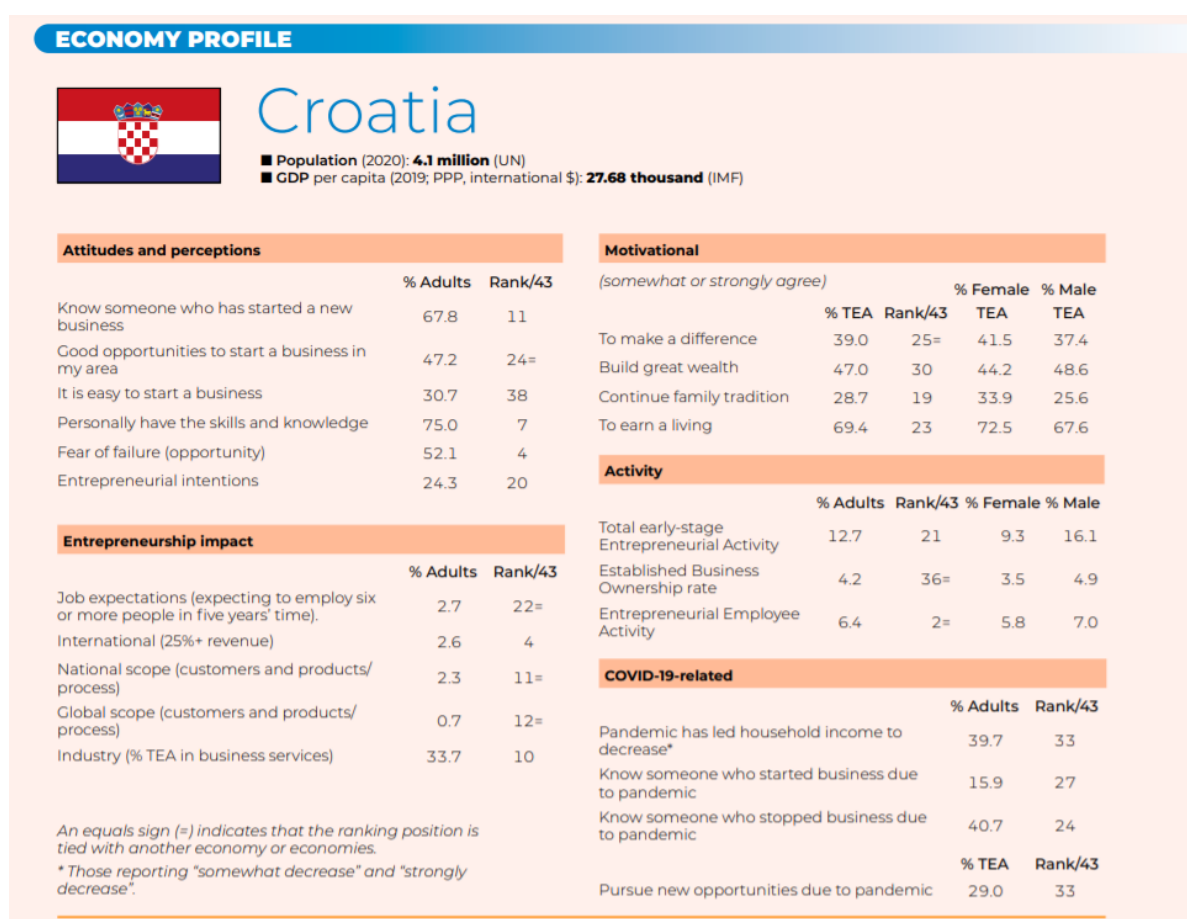 ECONOMY PROFILE
Croatia
■ Population (2020): 4.1 million (UN)
■ GDP per capita (2019; PPP, international $): 27.68 thousand (IMF)
Attitudes and perceptions
% Adults Rank/43
Know someone who has started a new
business 67.8 11
Good opportunities to start a business in
my area 47.2 24=
It is easy to start a business 30.7 38
Personally have the skills and knowledge 75.0 7
Fear of failure (opportunity) 52.1 4
Entrepreneurial intentions 24.3 20
Entrepreneurship impact
% Adults Rank/43
Job expectations (expecting to employ six
or more people in five years' time). 2.7 22=
International (25%+ revenue) 2.6 4
National scope (customers and products/
process) 2.3 11=
Global scope (customers and products/
process) 0.7 12=
Industry (% TEA in business services) 33.7 10
An equals sign (=) indicates that the ranking position is
tied with another economy or economies.
* Those reporting "somewhat decrease" and "strongly
decrease".
Motivational
(somewhat or strongly agree)
% Female % Male
% TEA Rank/43 TEA TEA
To make a difference 39.0 25= 41.5 37.4
Build great wealth 47.0 30 44.2 48.6
Continue family tradition 28.7 19 33.9 25.6
To earn a living 69.4 23 72.5 67.6
Activity
% Adults Rank/43 % Female % Male
Total early-stage
Entrepreneurial Activity 12.7 21 9.3 16.1
Established Business
Ownership rate 4.2 36= 3.5 4.9
Entrepreneurial Employee
Activity 6.4 2= 5.8 7.0
COVID-19-related
% Adults Rank/43
Pandemic has led household income to
decrease* 39.7 33
Know someone who started business due
to pandemic 15.9 27
Know someone who stopped business due
to pandemic 40.7 24
% TEA Rank/43
Pursue new opportunities due to pandemic 29.0 33